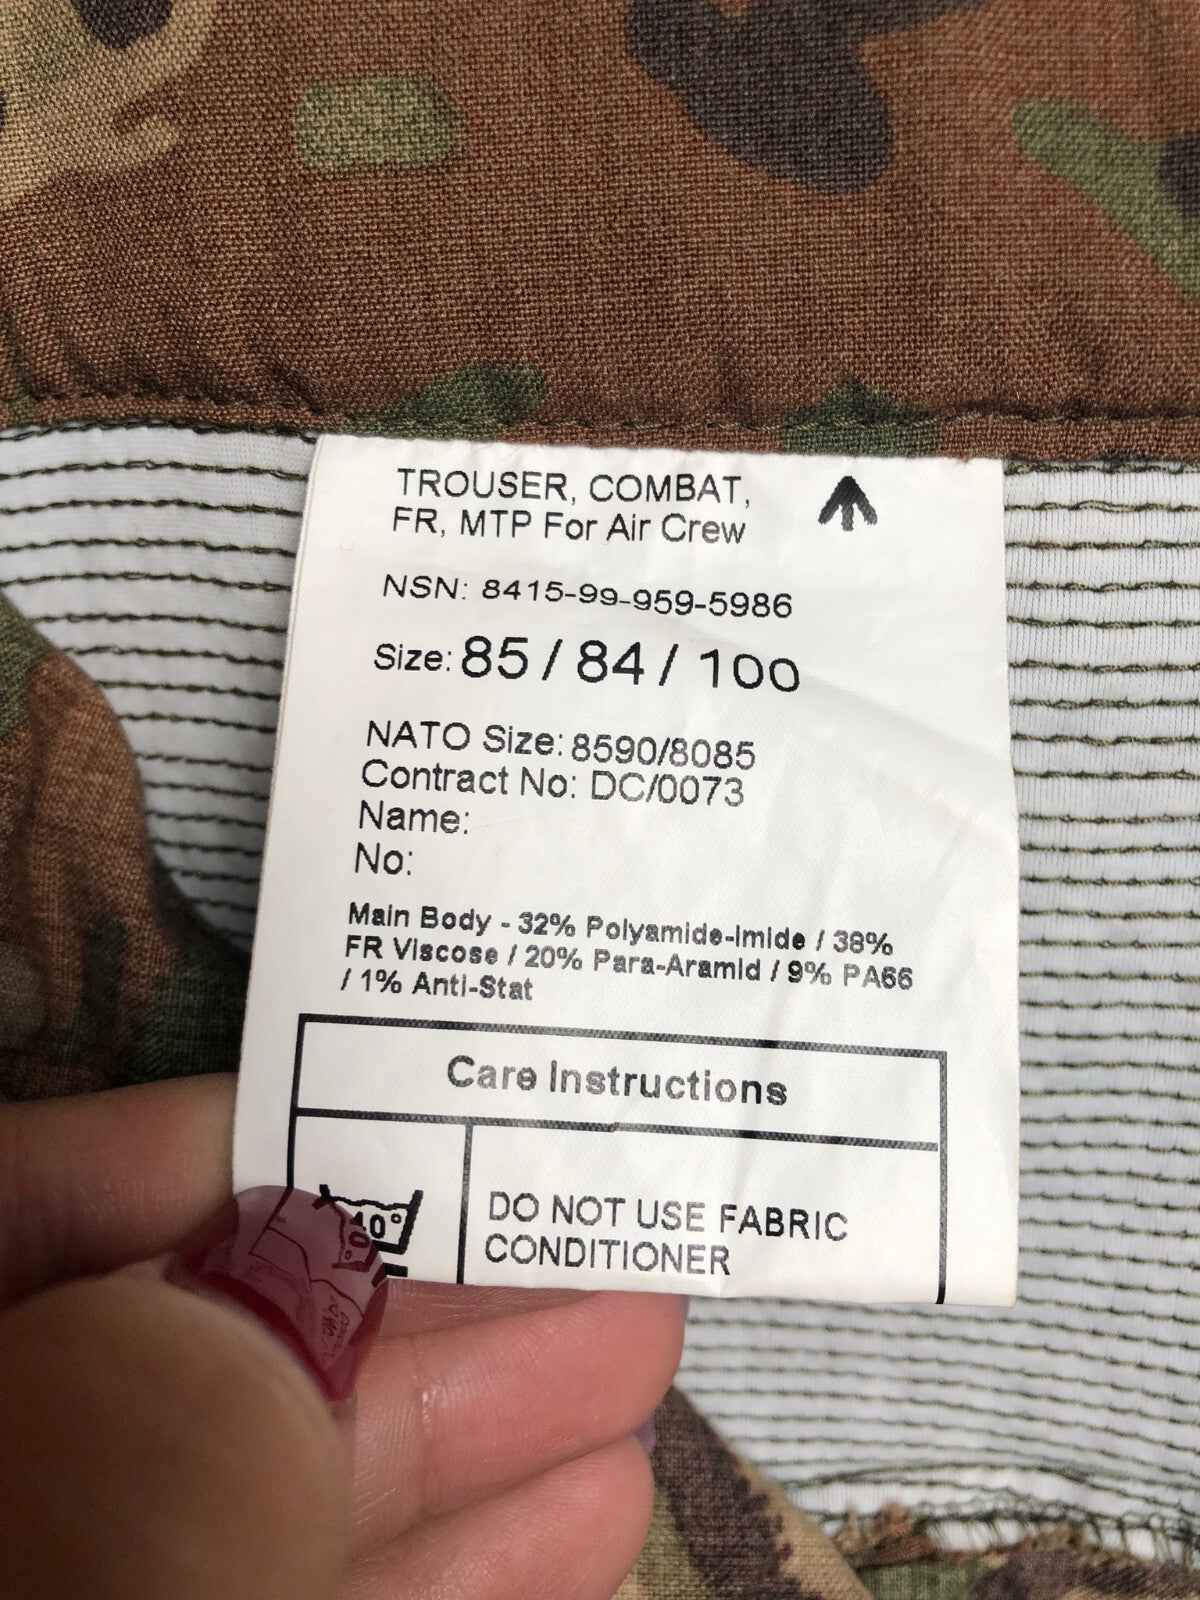 TROUSER, COMBAT,
FR, MTP For Air Crew
NSN: 8415-99-959-5986
Size: 85 / 84 / 100
NATO Size: 8590/8085
Contract No: DC/0073
Name:
No:
Main Body - 32% Polyamide-imide / 38%
FR Viscose / 20% Para-Aramid / 9% PA66
/ 1% Anti-Stat
Care Instructions
40°
DO NOT USE FABRIC
CONDITIONER